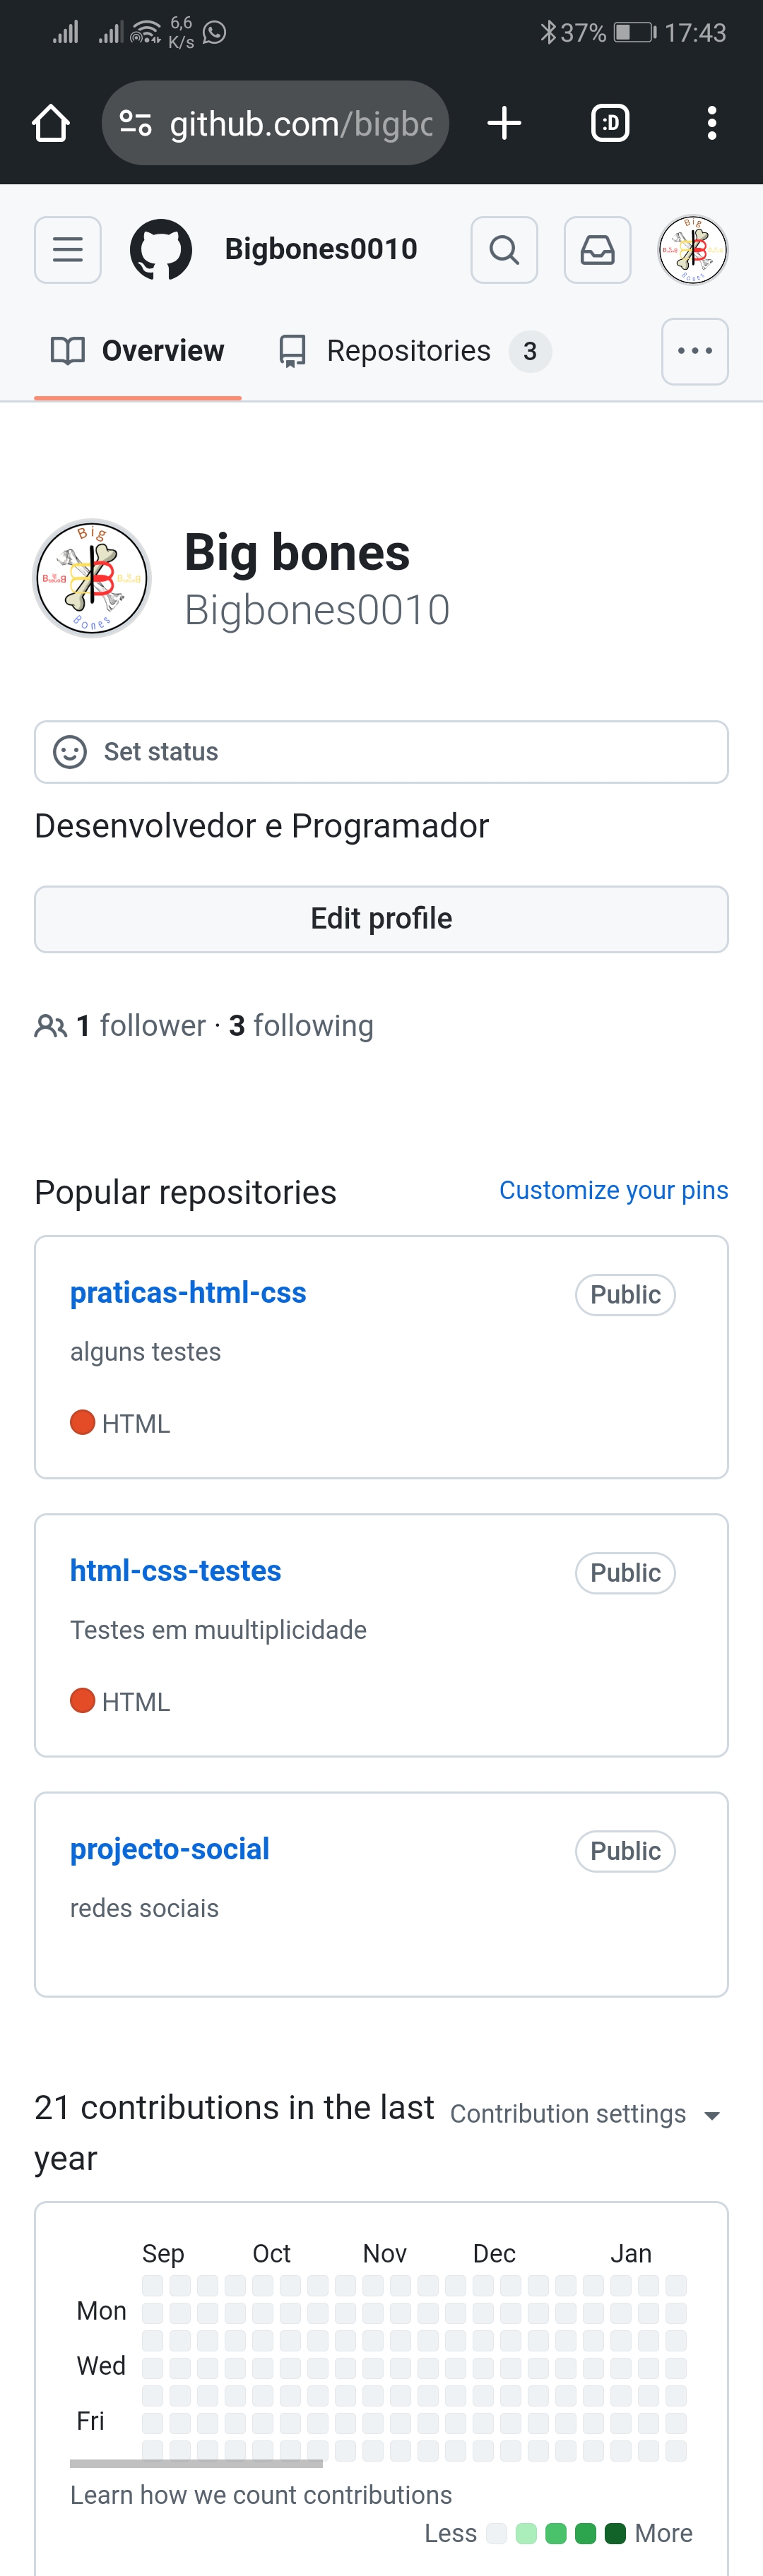 6,6
K/s
37%
17:43
github.com/bigbo
:D
Bigbones0010
Overview
Repositories 3
Big
Bones
Big bones
Bigbones0010
Set status
Desenvolvedor e Programador
Edit profile
1 follower · 3 following
Popular repositories
Customize your pins
praticas-html-css
Public
alguns testes
HTML
html-css-testes
Public
Testes em muultiplicidade
HTML
projecto-social
Public
redes sociais
21 contributions in the last
year
Contribution settings
Sep Oct Nov Dec Jan
Mon
Wed
Fri
Learn how we count contributions
Less More